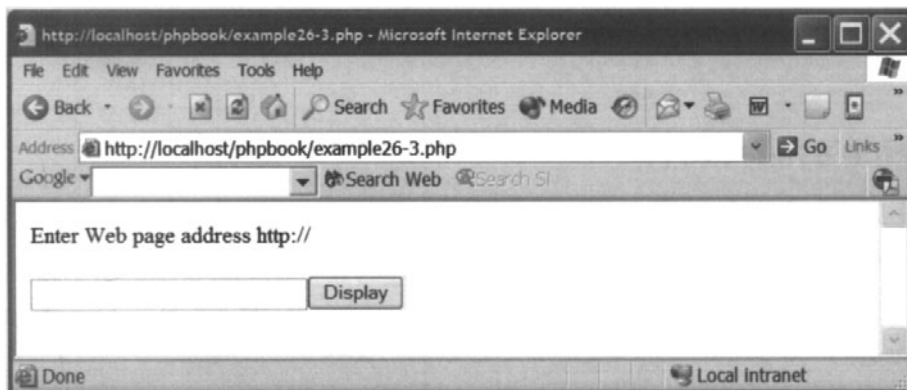 http://localhost/phpbook/example26-3.php - Microsoft Internet Explorer
File Edit View Favorites Tools Help
Back Search Favorites Media
Address http://localhost/phpbook/example26-3.php Go Links
Google Search Web Search Si
Enter Web page address http://
Display
Done Local intranet